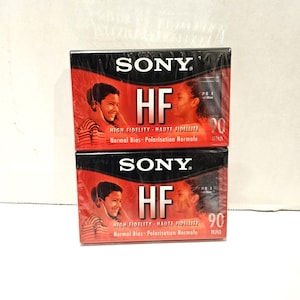 SONY
HF
HIGH FIDELITY · HAUTE FIDELITE
Normal Bias · Polarisation Normale
90
SONY
HF
HIGH FIDELITY · HAUTE FIDELITE
Normal Bias · Polarisation Normale
90